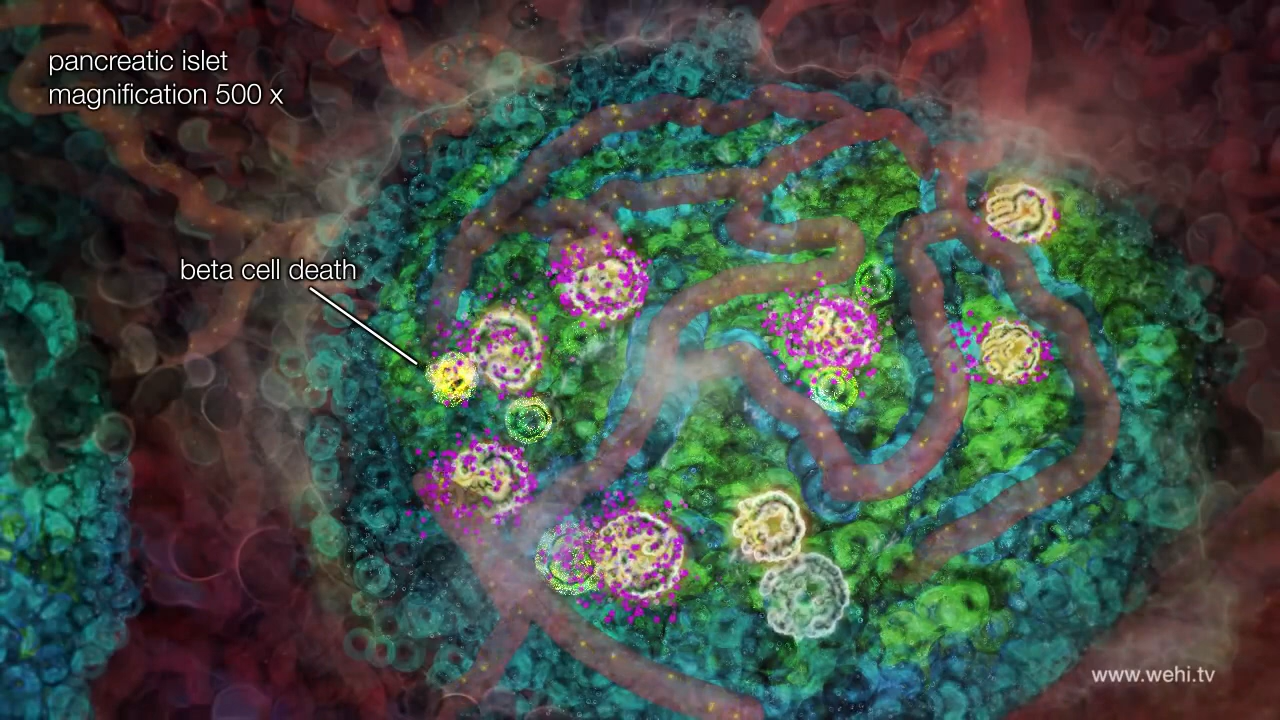 pancreatic islet
magnification 500 x
beta cell death
www.wehi.tv